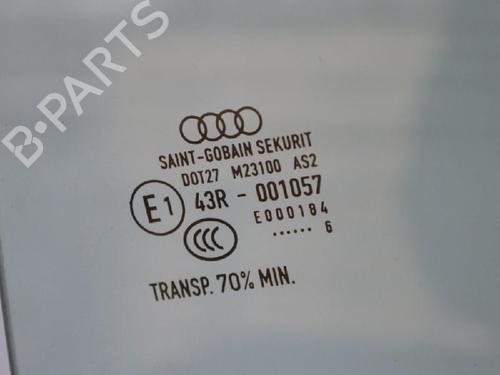 B-PARTS
SAINT-GOBAIN SEKURIT
DOT27 M23100 AS2
E1 43R - 001057
E000184
...... 6
CCC
TRANSP. 70% MIN.